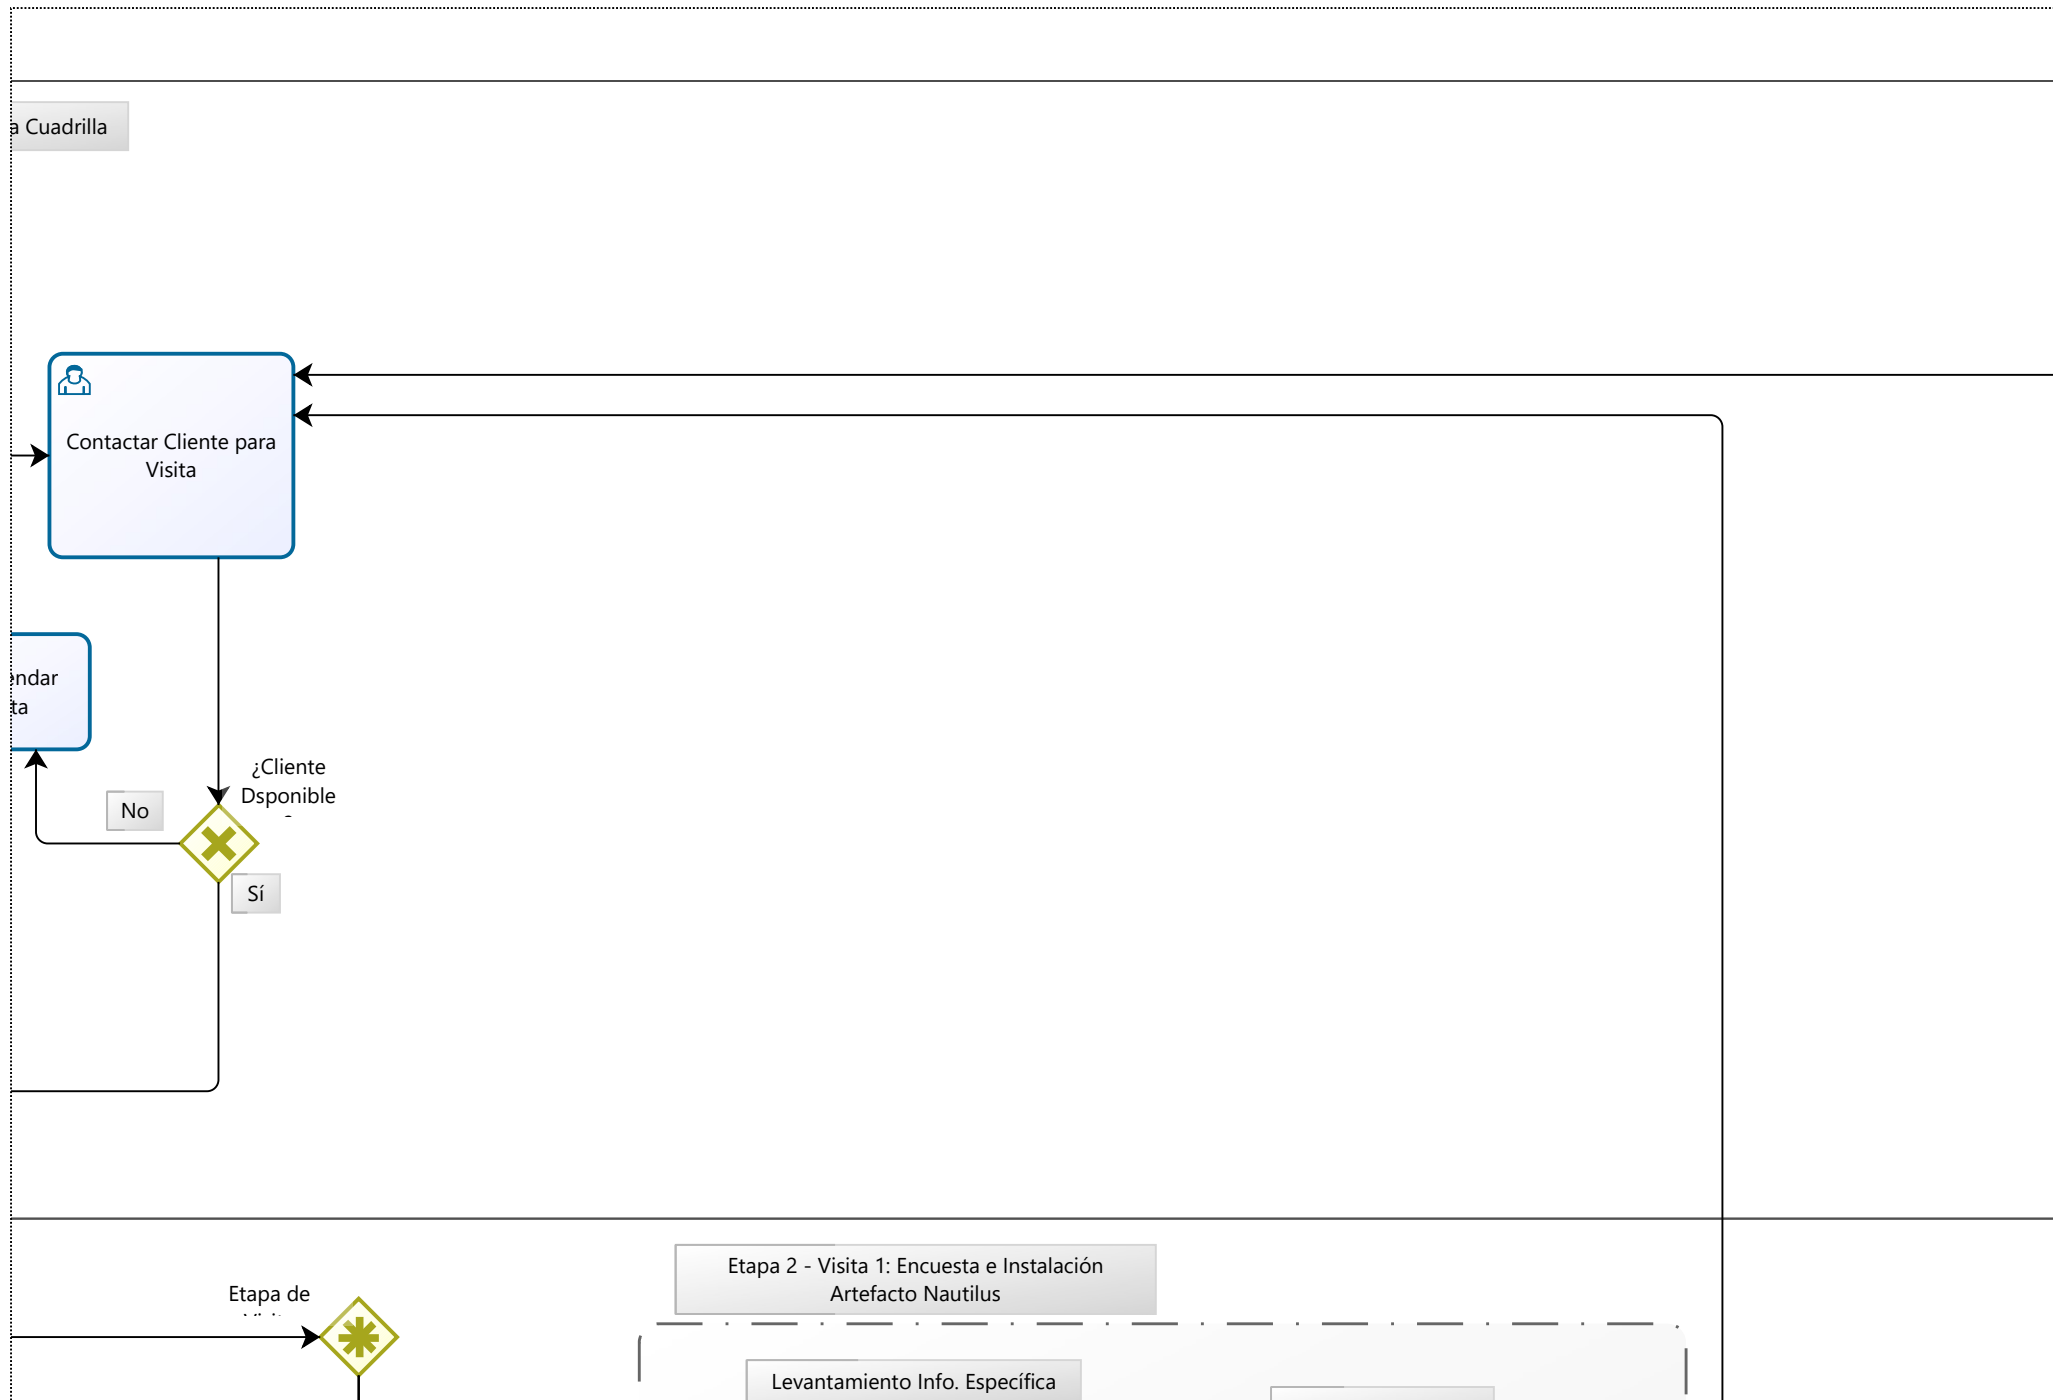 a Cuadrilla
Contactar Cliente para
Visita
endar
ta
¿Cliente
Dsponible
No
Sí
Etapa 2 - Visita 1: Encuesta e Instalación
Artefacto Nautilus
Etapa de
Levantamiento Info. Específica